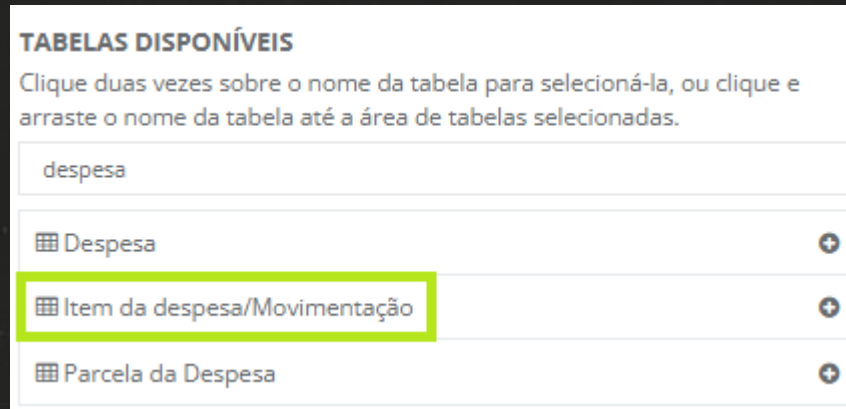 TABELAS DISPONÍVEIS
Clique duas vezes sobre o nome da tabela para selecioná-la, ou clique e
arraste o nome da tabela até a área de tabelas selecionadas.
despesa
Despesa
Item da despesa/Movimentação
Parcela da Despesa